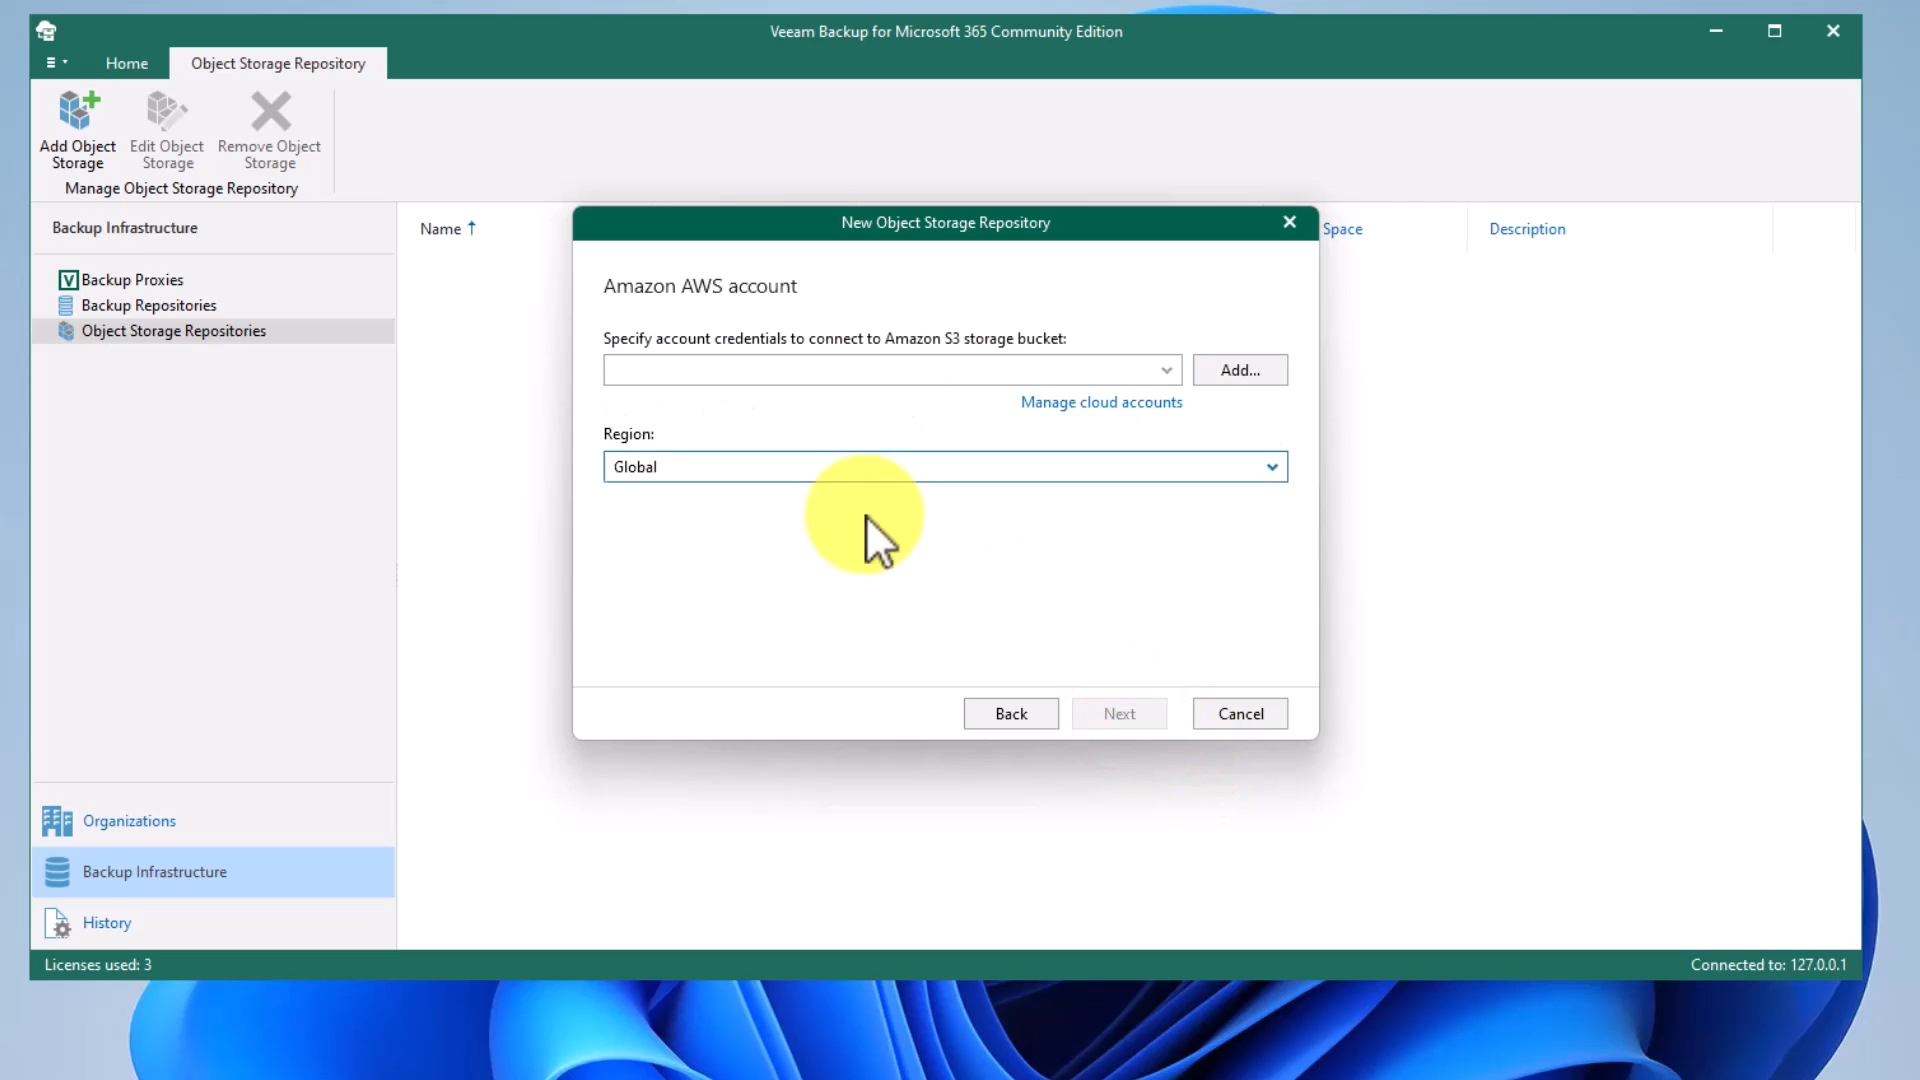 Veeam Backup for Microsoft 365 Community Edition
Home
Object Storage Repository
Add Object
Storage
Edit Object
Storage
Remove Object
Storage
Manage Object Storage Repository
Backup Infrastructure
Backup Proxies
Backup Repositories
Object Storage Repositories
Name
Space
Description
New Object Storage Repository
Amazon AWS account
Specify account credentials to connect to Amazon S3 storage bucket:
Add...
Manage cloud accounts
Region:
Global
Back
Next
Cancel
Organizations
Backup Infrastructure
History
Licenses used: 3
Connected to: 127.0.0.1